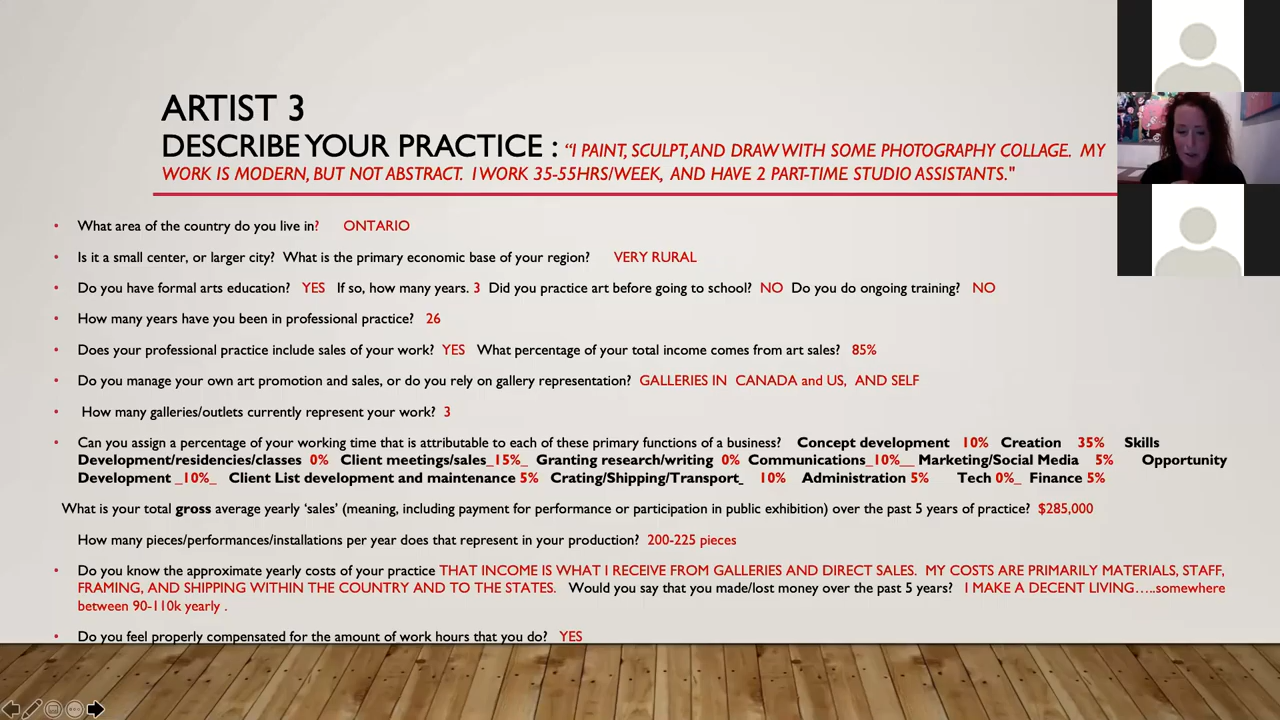 ARTIST 3
DESCRIBE YOUR PRACTICE : “I PAINT, SCULPT, AND DRAW WITH SOME PHOTOGRAPHY COLLAGE. MY
WORK IS MODERN, BUT NOT ABSTRACT. I WORK 35-55HRS/WEEK, AND HAVE 2 PART-TIME STUDIO ASSISTANTS."
• What area of the country do you live in? ONTARIO
• Is it a small center, or larger city? What is the primary economic base of your region? VERY RURAL
• Do you have formal arts education? YES If so, how many years. 3 Did you practice art before going to school? NO Do you do ongoing training? NO
• How many years have you been in professional practice? 26
• Does your professional practice include sales of your work? YES What percentage of your total income comes from art sales? 85%
• Do you manage your own art promotion and sales, or do you rely on gallery representation? GALLERIES IN CANADA and US, AND SELF
• How many galleries/outlets currently represent your work? 3
• Can you assign a percentage of your working time that is attributable to each of these primary functions of a business? Concept development 10% Creation 35% Skills
Development/residencies/classes 0% Client meetings/sales_15%_ Granting research/writing 0% Communications_10%__ Marketing/Social Media 5% Opportunity
Development _10%_ Client List development and maintenance 5% Crating/Shipping/Transport_ 10% Administration 5% Tech 0%_ Finance 5%
What is your total gross average yearly ‘sales’ (meaning, including payment for performance or participation in public exhibition) over the past 5 years of practice? $285,000
How many pieces/performances/installations per year does that represent in your production? 200-225 pieces
• Do you know the approximate yearly costs of your practice THAT INCOME IS WHAT I RECEIVE FROM GALLERIES AND DIRECT SALES. MY COSTS ARE PRIMARILY MATERIALS, STAFF,
FRAMING, AND SHIPPING WITHIN THE COUNTRY AND TO THE STATES. Would you say that you made/lost money over the past 5 years? I MAKE A DECENT LIVING…..somewhere
between 90-110k yearly .
• Do you feel properly compensated for the amount of work hours that you do? YES